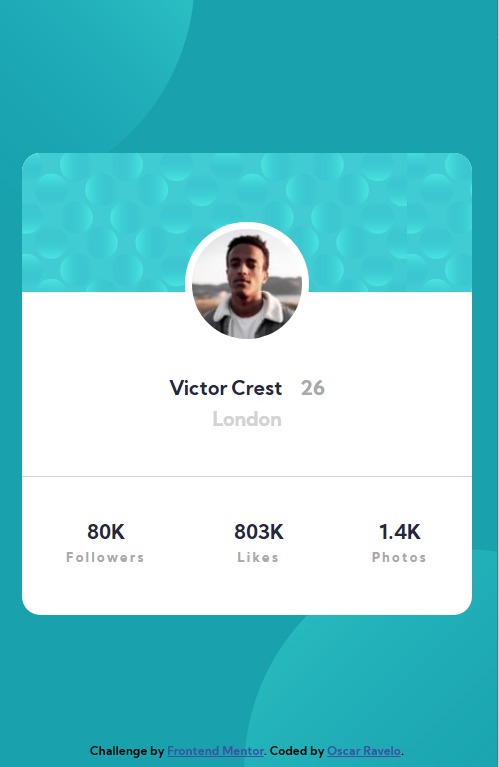 Victor Crest 26
London
80K 803K 1.4K
Followers Likes Photos
Challenge by Frontend Mentor. Coded by Oscar Ravelo.